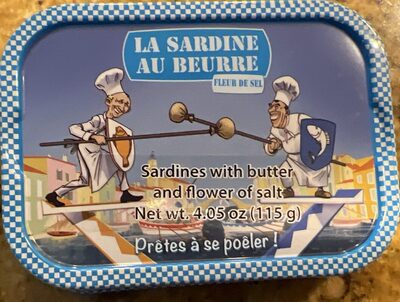 LA SARDINE
AU BEURRE
FLEUR DE SEL
Sardines with butter
and flower of salt
Net wt. 4.05 oz (115 g)
Prêtes à se poêler !